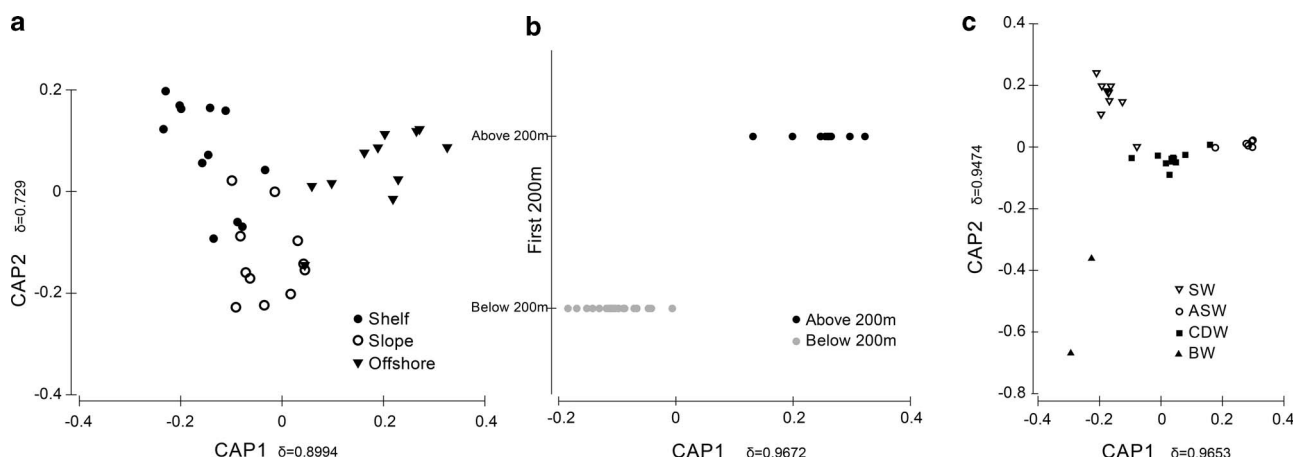 a
0.2
0
-0.2
-0.4
CAP2 δ=0.729
-0.4
-0.2
0
0.2
0.4
CAP1 δ=0.8994
Shelf
Slope
Offshore
b
First 200m
Above 200m
Below 200m
Above 200m
Below 200m
-0.2
0
0.2
0.4
CAP1 δ=0.9672
c
0.4
0.2
0
-0.2
-0.4
-0.6
-0.8
CAP2 δ=0.9474
SW
ASW
CDW
BW
-0.4
-0.2
0
0.2
0.4
CAP1 δ=0.9653